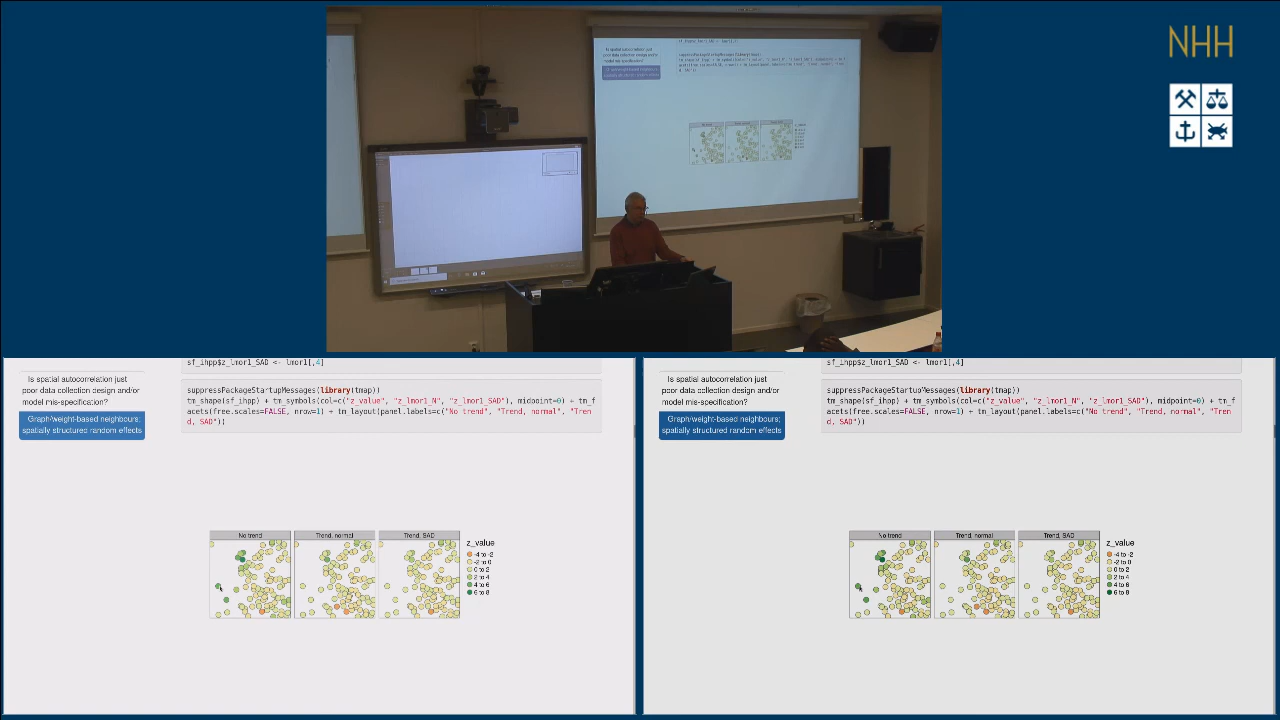 NHH
Is spatial autocorrelation just
poor data collection design and/or
model mis-specification?
Graph/weight-based neighbours;
spatially structured random effects
sf_ihpp$z_lmor1_SAD <- lmor1[,4]
suppressPackageStartupMessages(library(tmap))
tm_shape(sf_ihpp) + tm_symbols(col=c("z_value", "z_lmor1_N", "z_lmor1_SAD"), midpoint=0) + tm_f
acets(free.scales=FALSE, nrow=1) + tm_layout(panel.labels=c("No trend", "Trend, normal", "Tren
d, SAD"))
No trend
Trend, normal
Trend, SAD
z_value
-4 to -2
-2 to 0
0 to 2
2 to 4
4 to 6
6 to 8
Is spatial autocorrelation just
poor data collection design and/or
model mis-specification?
Graph/weight-based neighbours;
spatially structured random effects
sf_ihpp$z_lmor1_SAD <- lmor1[,4]
suppressPackageStartupMessages(library(tmap))
tm_shape(sf_ihpp) + tm_symbols(col=c("z_value", "z_lmor1_N", "z_lmor1_SAD"), midpoint=0) + tm_f
acets(free.scales=FALSE, nrow=1) + tm_layout(panel.labels=c("No trend", "Trend, normal", "Tren
d, SAD"))
No trend
Trend, normal
Trend, SAD
z_value
-4 to -2
-2 to 0
0 to 2
2 to 4
4 to 6
6 to 8